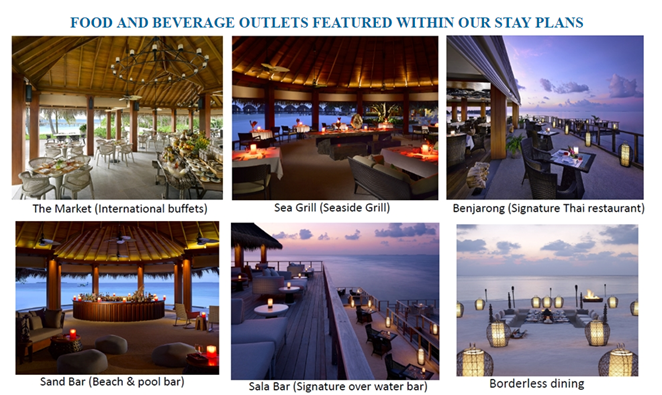 FOOD AND BEVERAGE OUTLETS FEATURED WITHIN OUR STAY PLANS
The Market (International buffets)
Sea Grill (Seaside Grill)
Benjarong (Signature Thai restaurant)
Sand Bar (Beach & pool bar)
Sala Bar (Signature over water bar)
Borderless dining